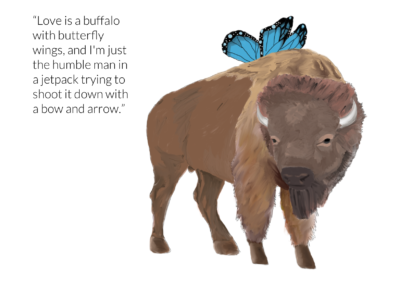 “Love is a buffalo
with butterfly
wings, and I'm just
the humble man in
a jetpack trying to
shoot it down with
a bow and arrow.”